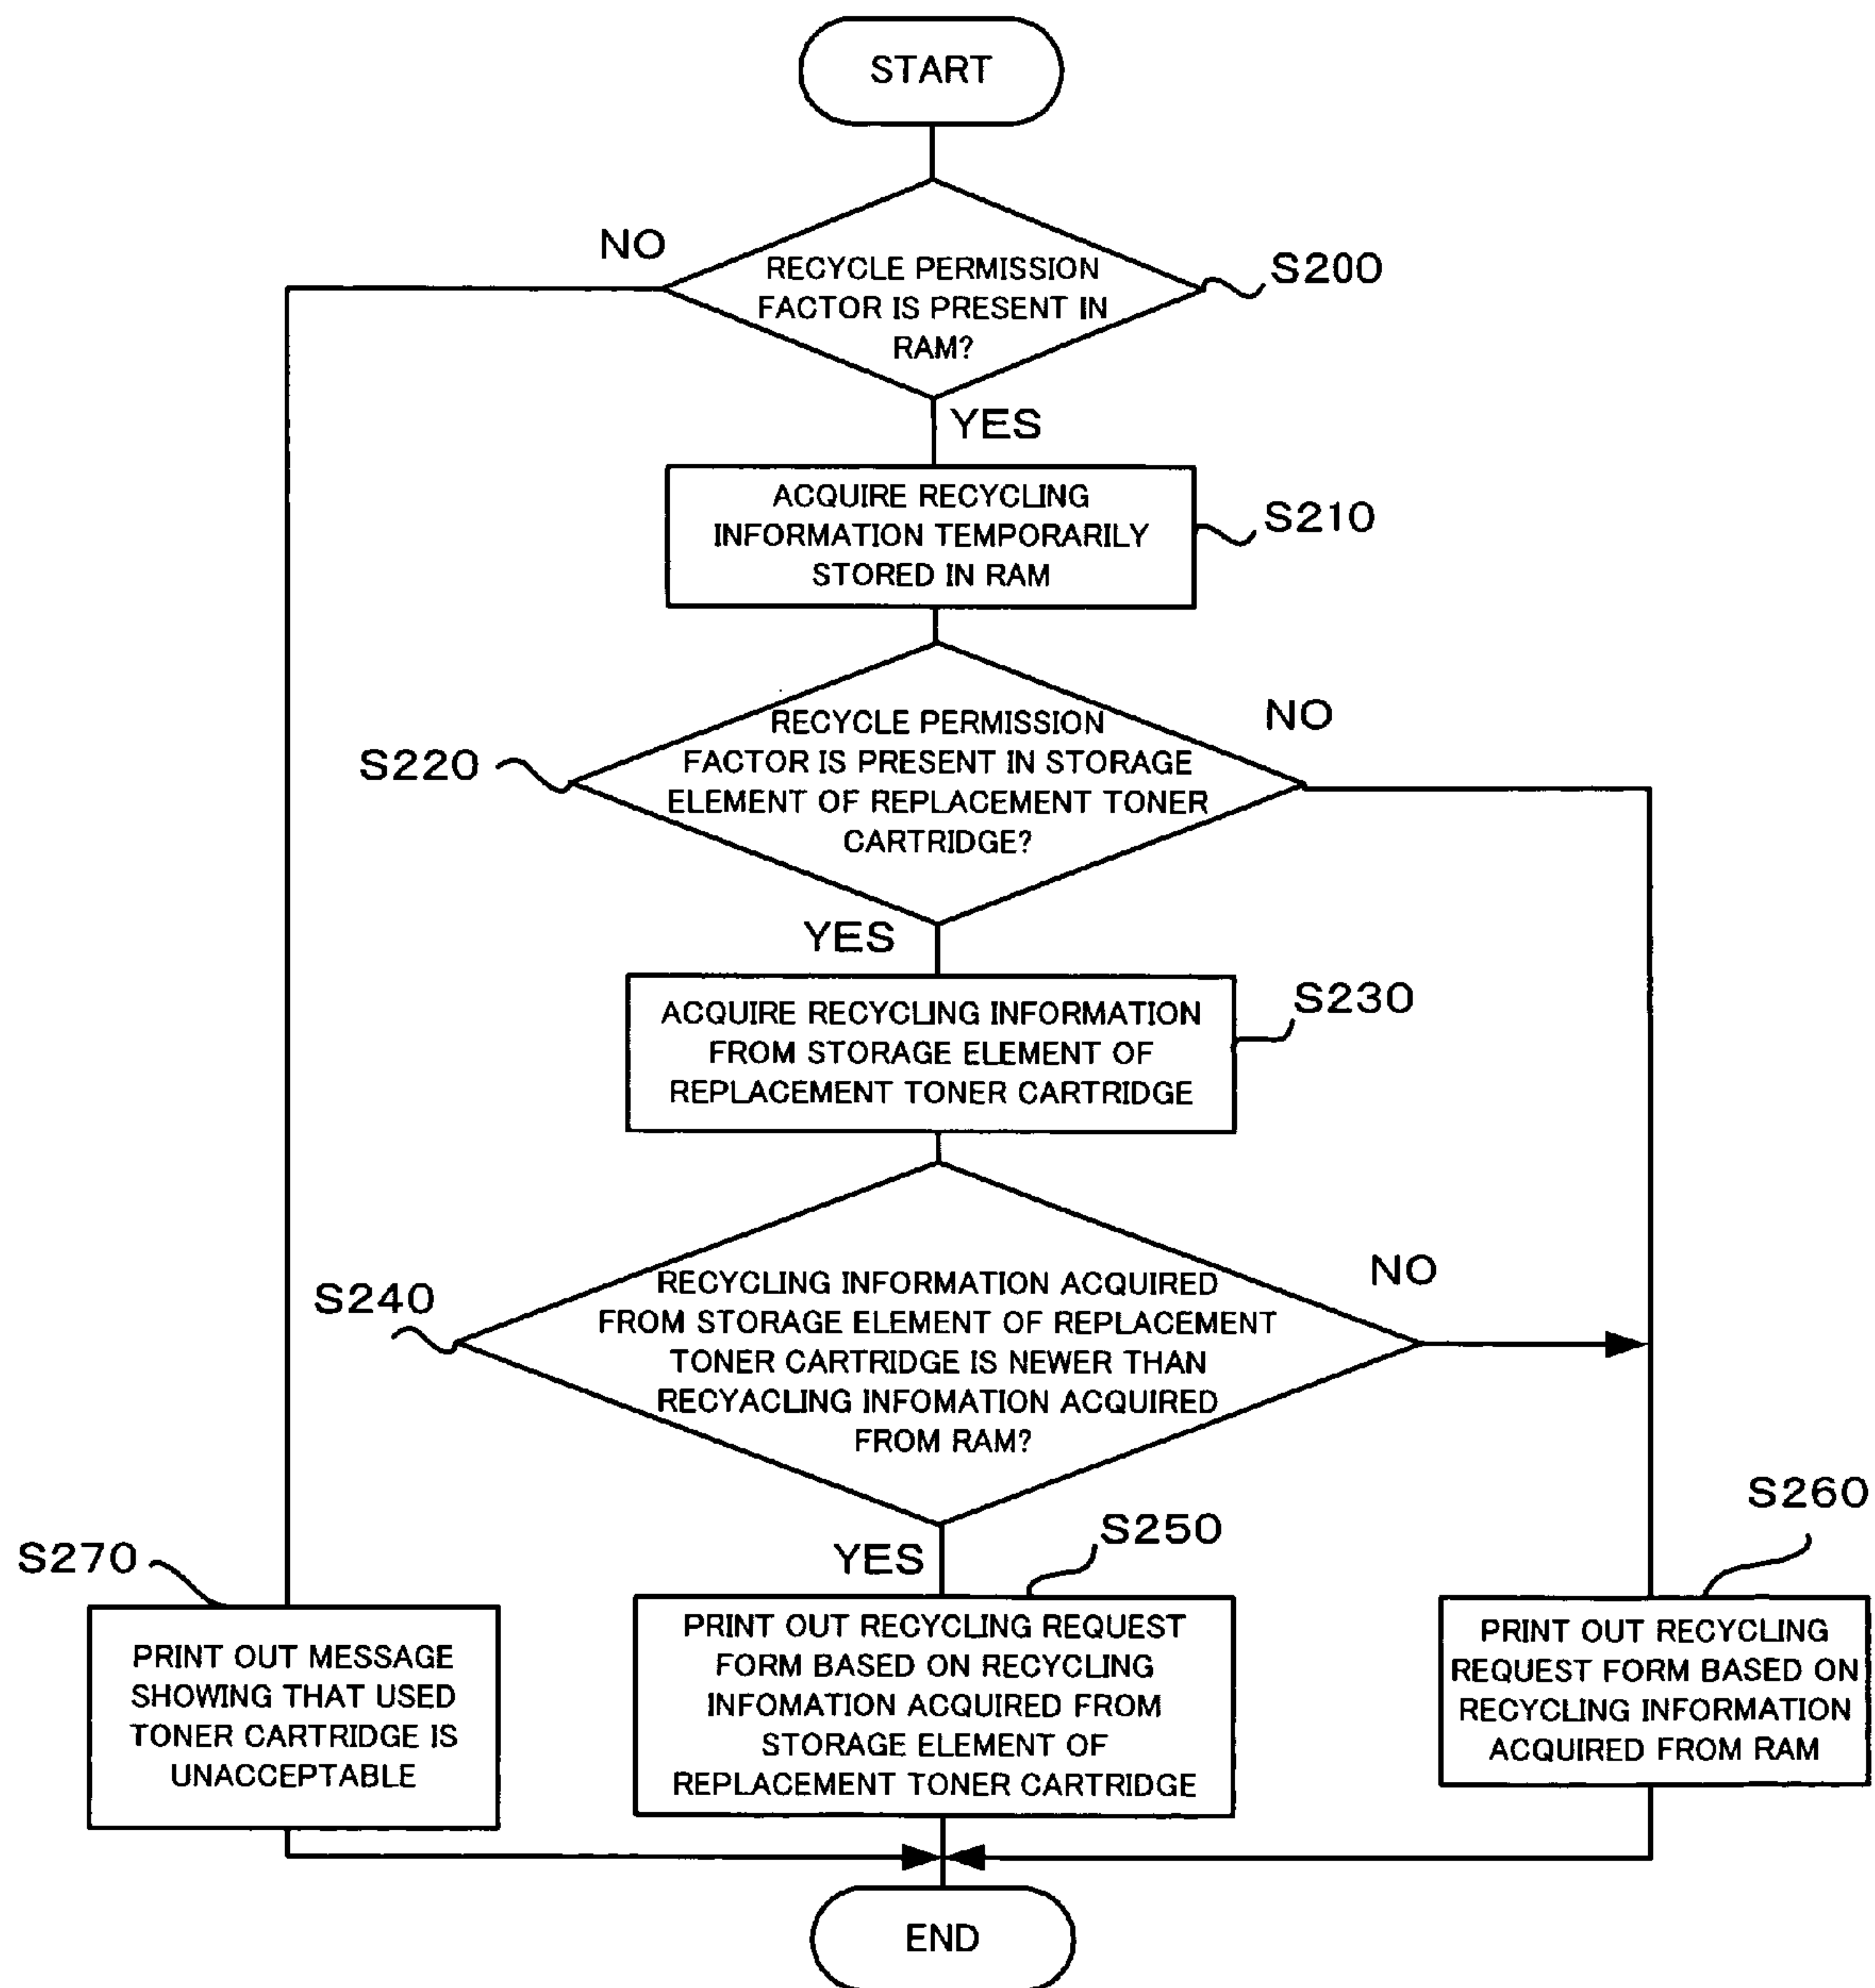 START
NO
RECYCLE PERMISSION
FACTOR IS PRESENT IN
RAM?
S200
YES
ACQUIRE RECYCLING
INFORMATION TEMPORARILY
STORED IN RAM
S210
RECYCLE PERMISSION
FACTOR IS PRESENT IN STORAGE
ELEMENT OF REPLACEMENT TONER
CARTRIDGE?
S220
NO
YES
ACQUIRE RECYCLING INFORMATION
FROM STORAGE ELEMENT OF
REPLACEMENT TONER CARTRIDGE
S230
RECYCLING INFORMATION ACQUIRED
FROM STORAGE ELEMENT OF REPLACEMENT
TONER CARTRIDGE IS NEWER THAN
RECYACLING INFOMATION ACQUIRED
FROM RAM?
S240
NO
YES
S270
PRINT OUT MESSAGE
SHOWING THAT USED
TONER CARTRIDGE IS
UNACCEPTABLE
S250
PRINT OUT RECYCLING REQUEST
FORM BASED ON RECYCLING
INFOMATION ACQUIRED FROM
STORAGE ELEMENT OF
REPLACEMENT TONER CARTRIDGE
S260
PRINT OUT RECYCLING
REQUEST FORM BASED ON
RECYCLING INFORMATION
ACQUIRED FROM RAM
END